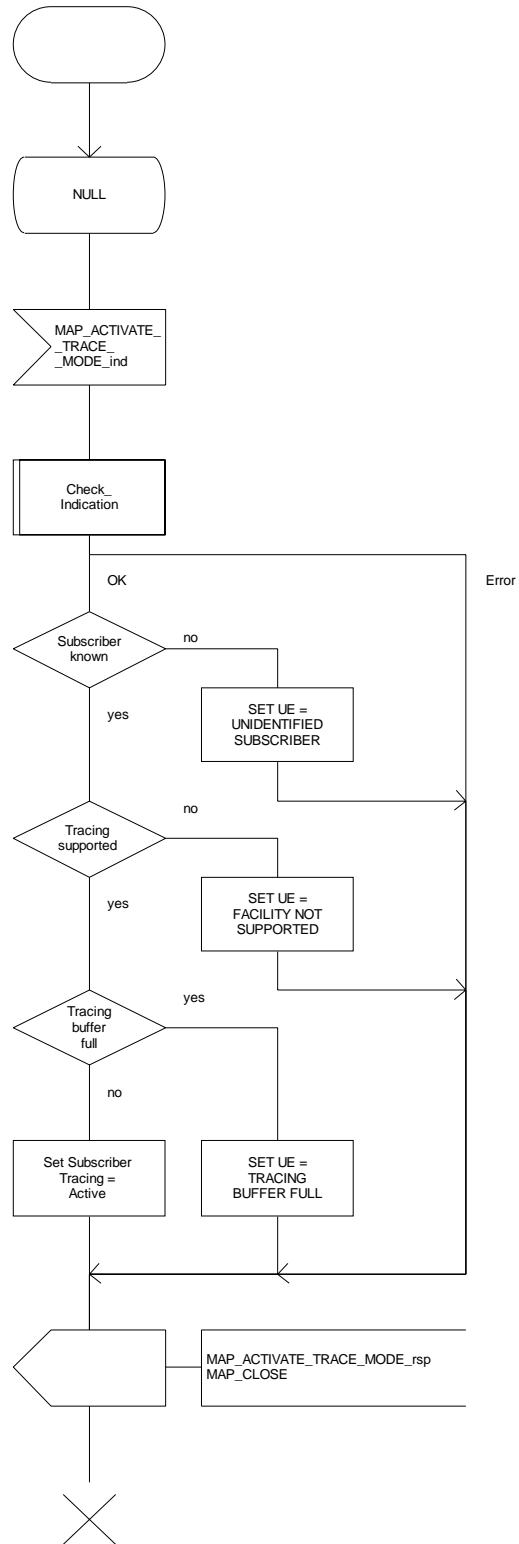 NULL
MAP_ACTIVATE_
_TRACE_
_MODE_ind
Check_
Indication
OK
Error
Subscriber
known
no
yes
SET UE =
UNIDENTIFIED
SUBSCRIBER
Tracing
supported
no
yes
SET UE =
FACILITY NOT
SUPPORTED
Tracing
buffer
full
yes
no
Set Subscriber
Tracing =
Active
SET UE =
TRACING
BUFFER FULL
MAP_ACTIVATE_TRACE_MODE_rsp
MAP_CLOSE